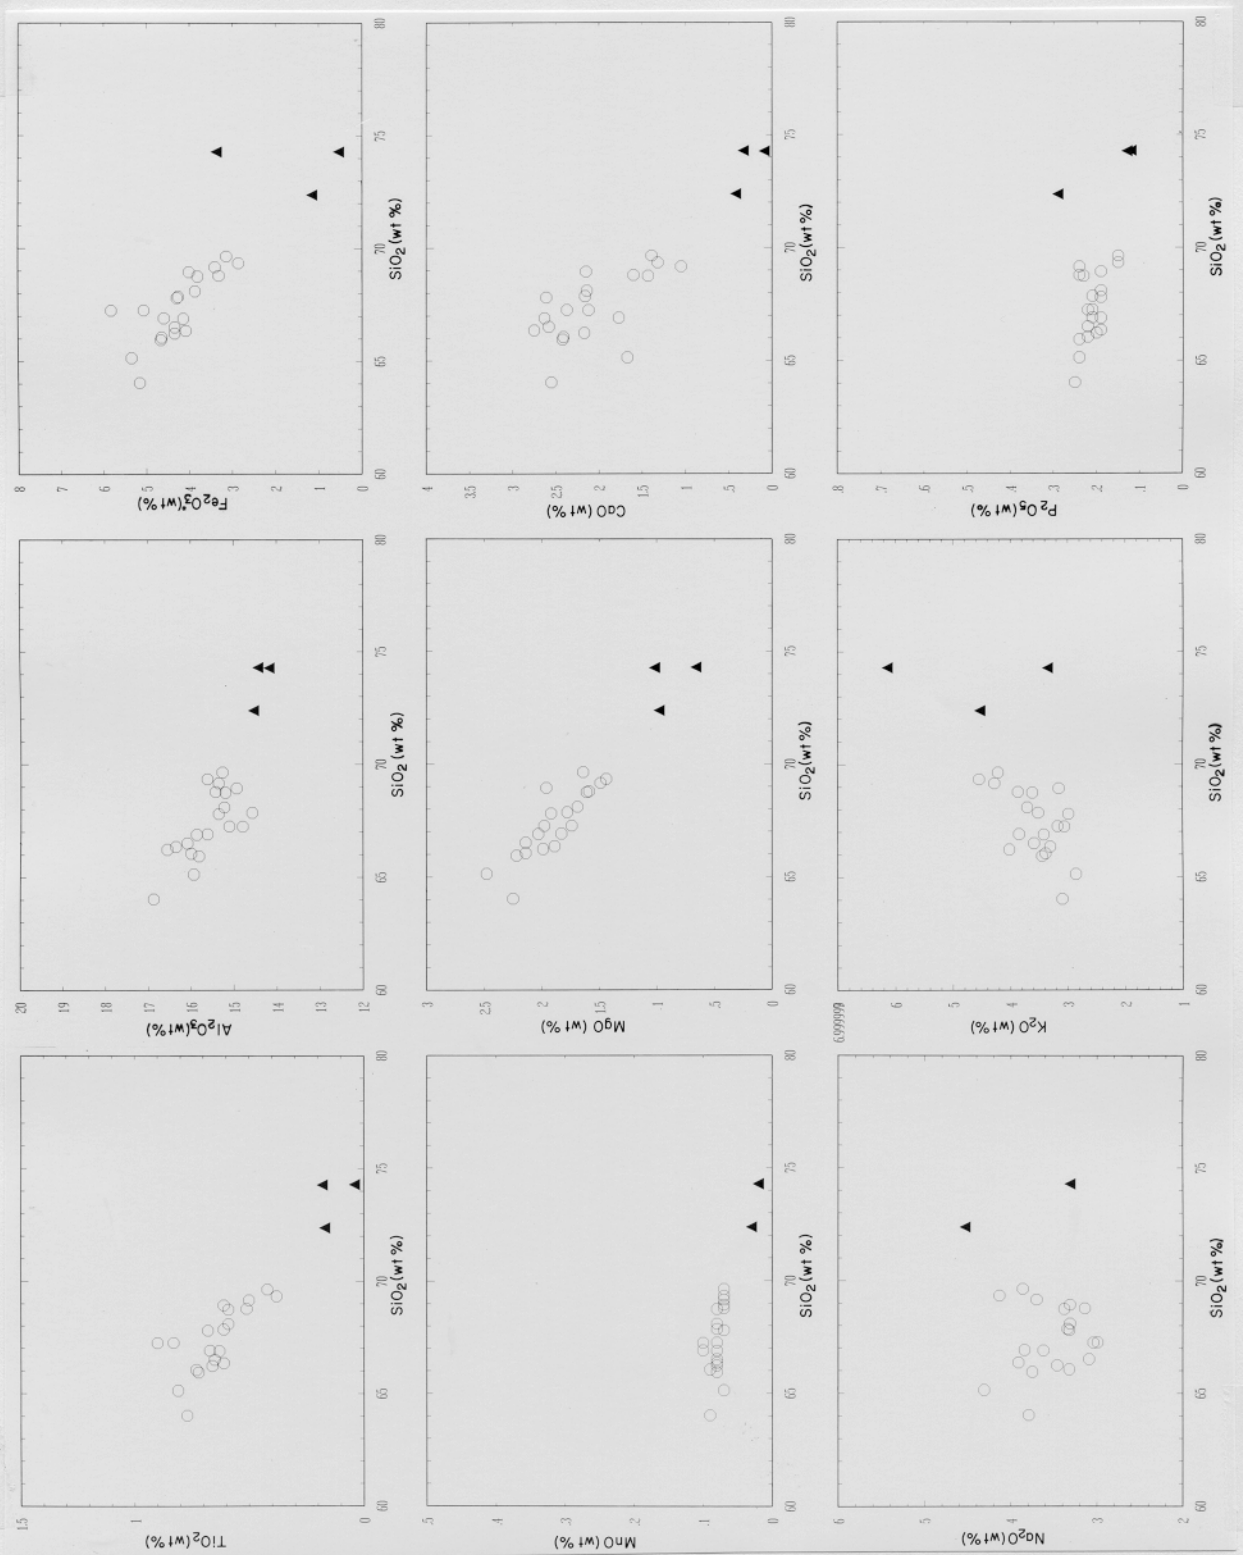 TiO₂(wt%)
1.5
1
.5
0
60 65 70 75 80
SiO₂(wt %)
Al₂O₃(wt%)
20
19
18
17
16
15
14
13
12
60 65 70 75 80
SiO₂(wt %)
Fe₂O₃*(wt%)
8
7
6
5
4
3
2
1
0
60 65 70 75 80
SiO₂(wt %)
MnO (wt%)
.5
.4
.3
.2
.1
0
60 65 70 75 80
SiO₂(wt %)
MgO (wt%)
3
2.5
2
1.5
1
.5
0
60 65 70 75 80
SiO₂(wt%)
CaO (wt%)
4
3.5
3
2.5
2
1.5
1
.5
0
60 65 70 75 80
SiO₂(wt%)
Na₂O(wt%)
6
5
4
3
2
60 65 70 75 80
SiO₂(wt%)
K₂O (wt%)
6.999999
6
5
4
3
2
1
60 65 70 75 80
SiO₂(wt%)
P₂O₅(wt%)
.8
.7
.6
.5
.4
.3
.2
.1
0
60 65 70 75 80
SiO₂(wt%)